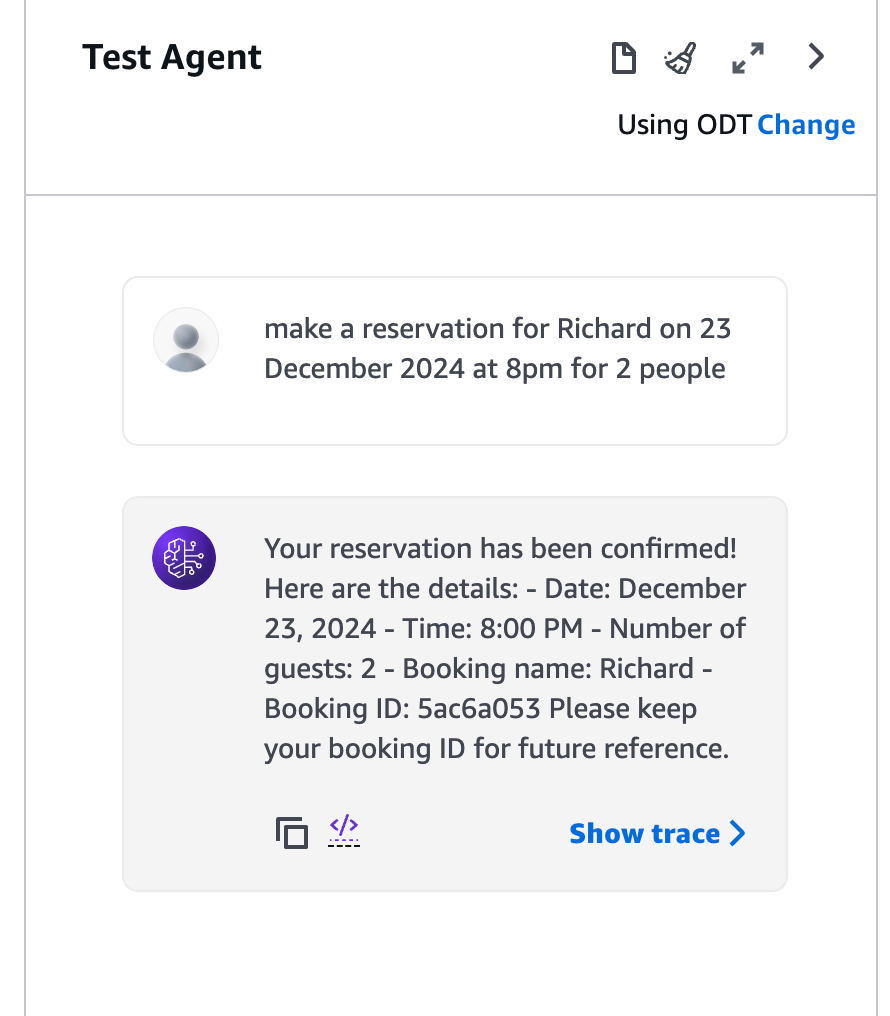 Test Agent
Using ODT Change
make a reservation for Richard on 23
December 2024 at 8pm for 2 people
Your reservation has been confirmed!
Here are the details: - Date: December
23, 2024 - Time: 8:00 PM - Number of
guests: 2 - Booking name: Richard -
Booking ID: 5ac6a053 Please keep
your booking ID for future reference.
</> Show trace